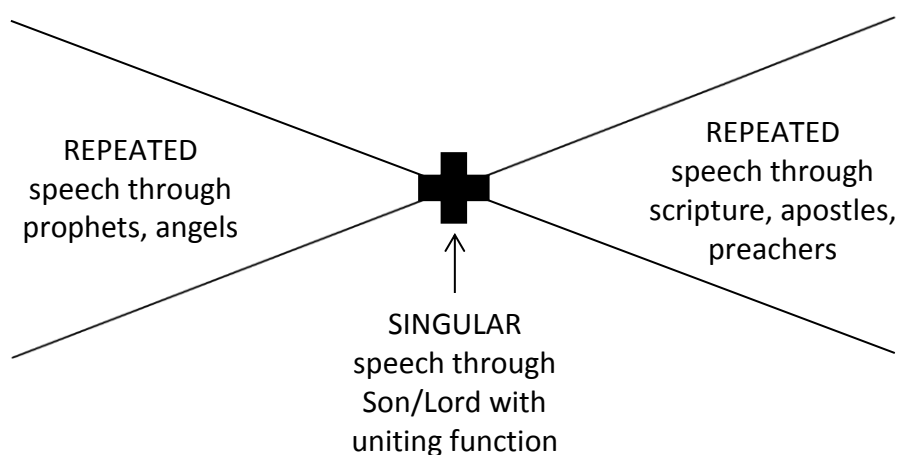 REPEATED
speech through
prophets, angels
SINGULAR
speech through
Son/Lord with
uniting function
REPEATED
speech through
scripture, apostles,
preachers